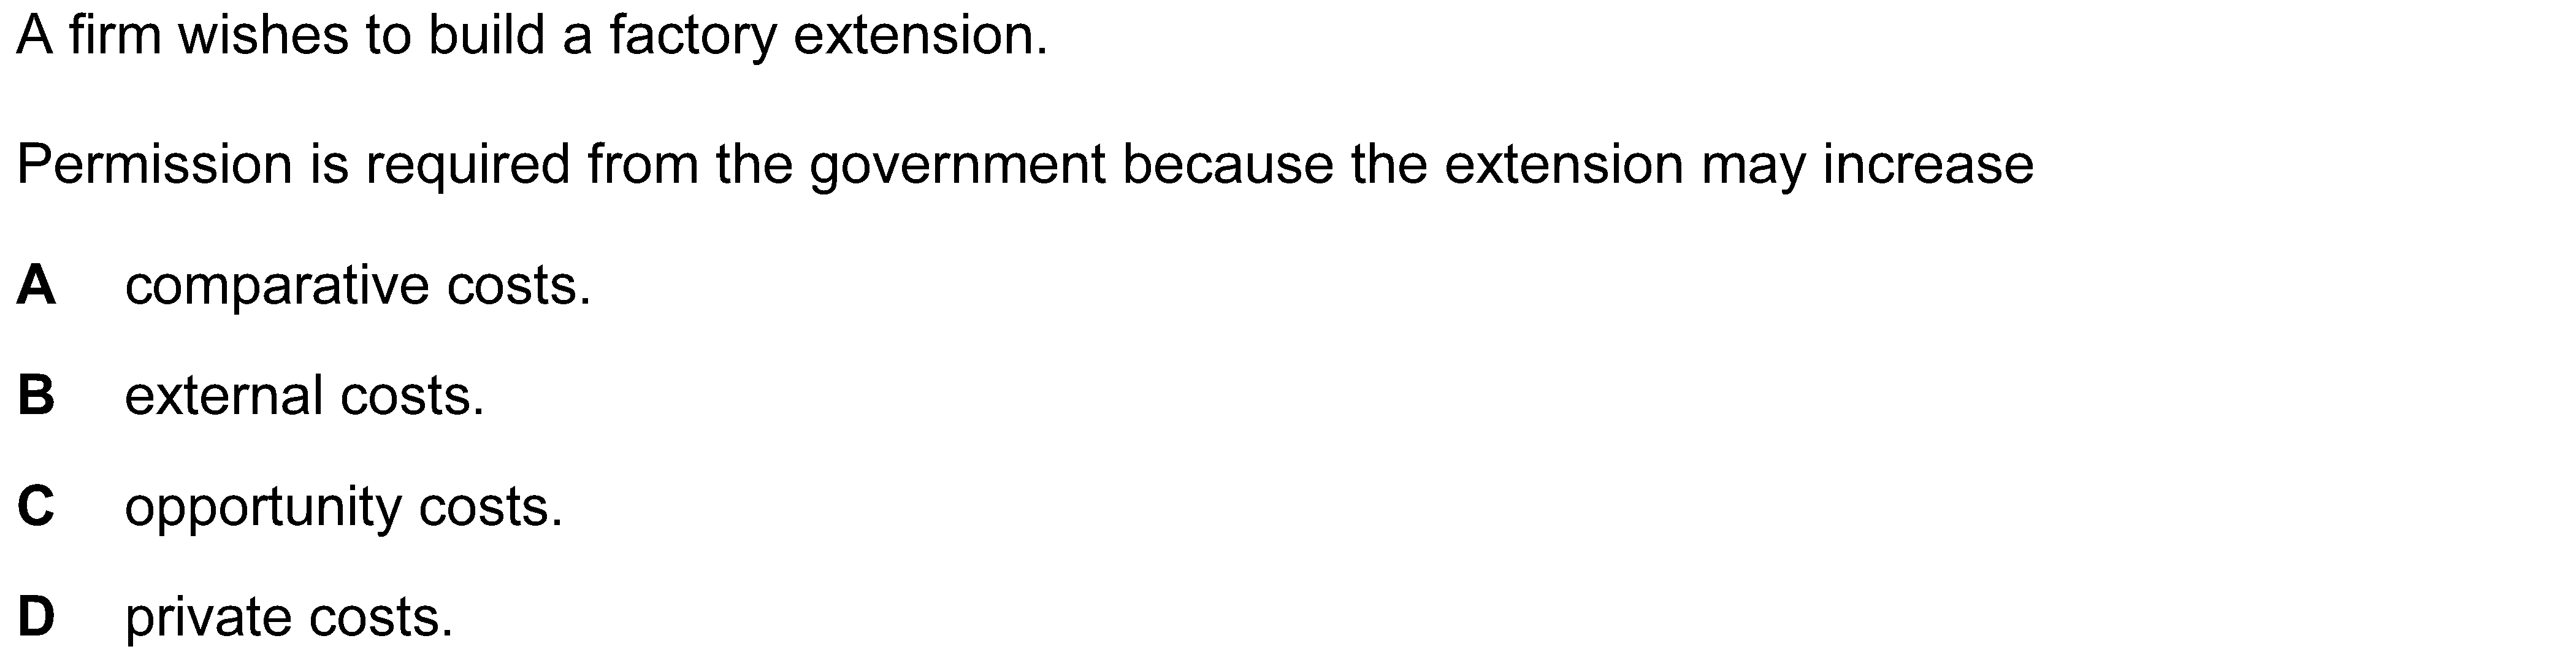 A firm wishes to build a factory extension.
Permission is required from the government because the extension may increase
A comparative costs.
B external costs.
C opportunity costs.
D private costs.